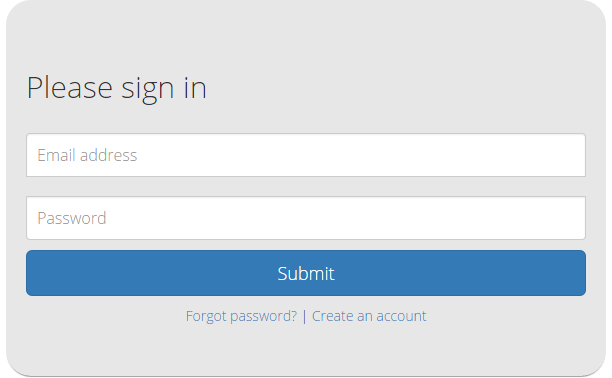 Please sign in
Email address
Password
Submit
Forgot password? | Create an account